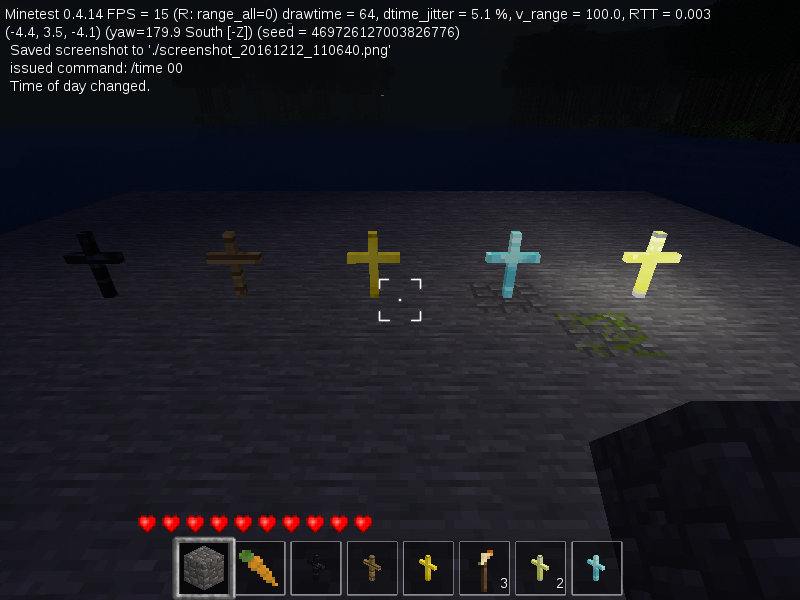 Minetest 0.4.14 FPS = 15 (R: range_all=0) drawtime = 64, dtime_jitter = 5.1 %, v_range = 100.0, RTT = 0.003
(-4.4, 3.5, -4.1) (yaw=179.9 South [-Z]) (seed = 469726127003826776)
Saved screenshot to './screenshot_20161212_110640.png'
issued command: /time 00
Time of day changed.
3
2